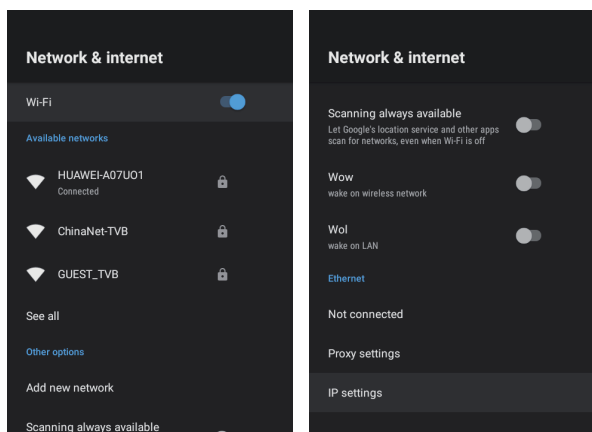 Network & internet
Wi-Fi
Available networks
HUAWEI-A07UO1
Connected
ChinaNet-TVB
GUEST_TVB
See all
Other options
Add new network
Scanning always available
Network & internet
Scanning always available
Let Google's location service and other apps
scan for networks, even when Wi-Fi is off
Wow
wake on wireless network
Wol
wake on LAN
Ethernet
Not connected
Proxy settings
IP settings